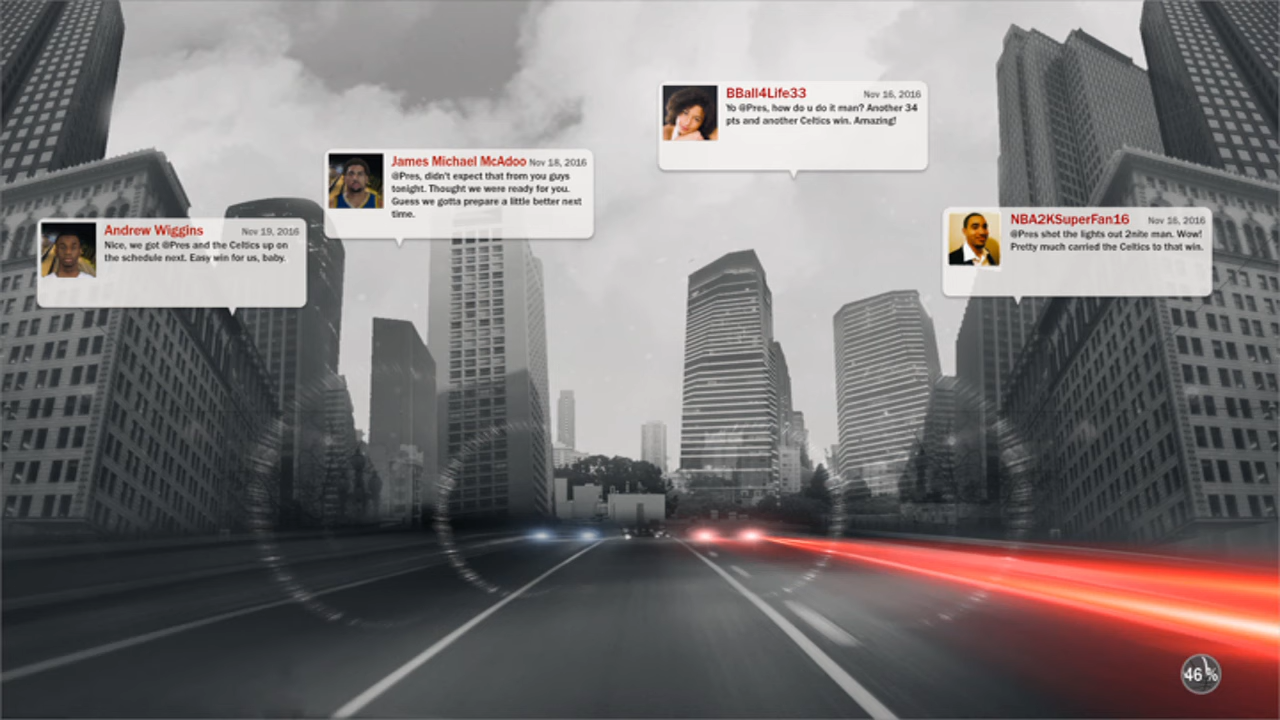 BBall4Life33 Nov 16, 2016
Yo @Pres, how do u do it man? Another 34
pts and another Celtics win. Amazing!
James Michael McAdoo Nov 18, 2016
@Pres, didn't expect that from you guys
tonight. Thought we were ready for you.
Guess we gotta prepare a little better next
time.
NBA2KSuperFan16 Nov 16, 2016
@Pres shot the lights out 2nite man. Wow!
Pretty much carried the Celtics to that win.
Andrew Wiggins Nov 19, 2016
Nice, we got @Pres and the Celtics up on
the schedule next. Easy win for us, baby.
46 %